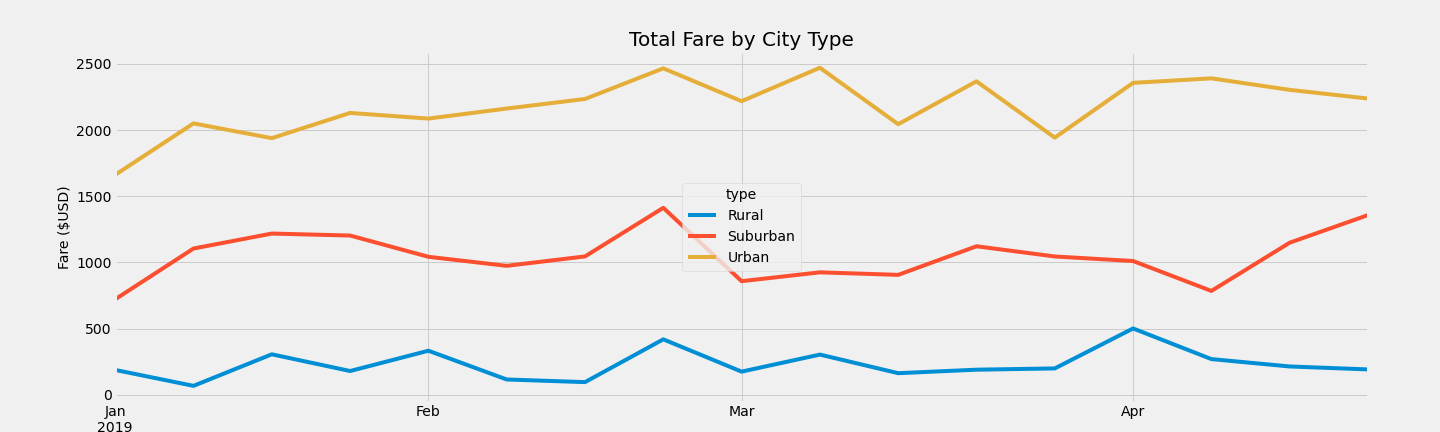 Total Fare by City Type
Fare ($USD)
2500
2000
1500
1000
500
0
type
Rural
Suburban
Urban
Jan Feb Mar Apr
2019